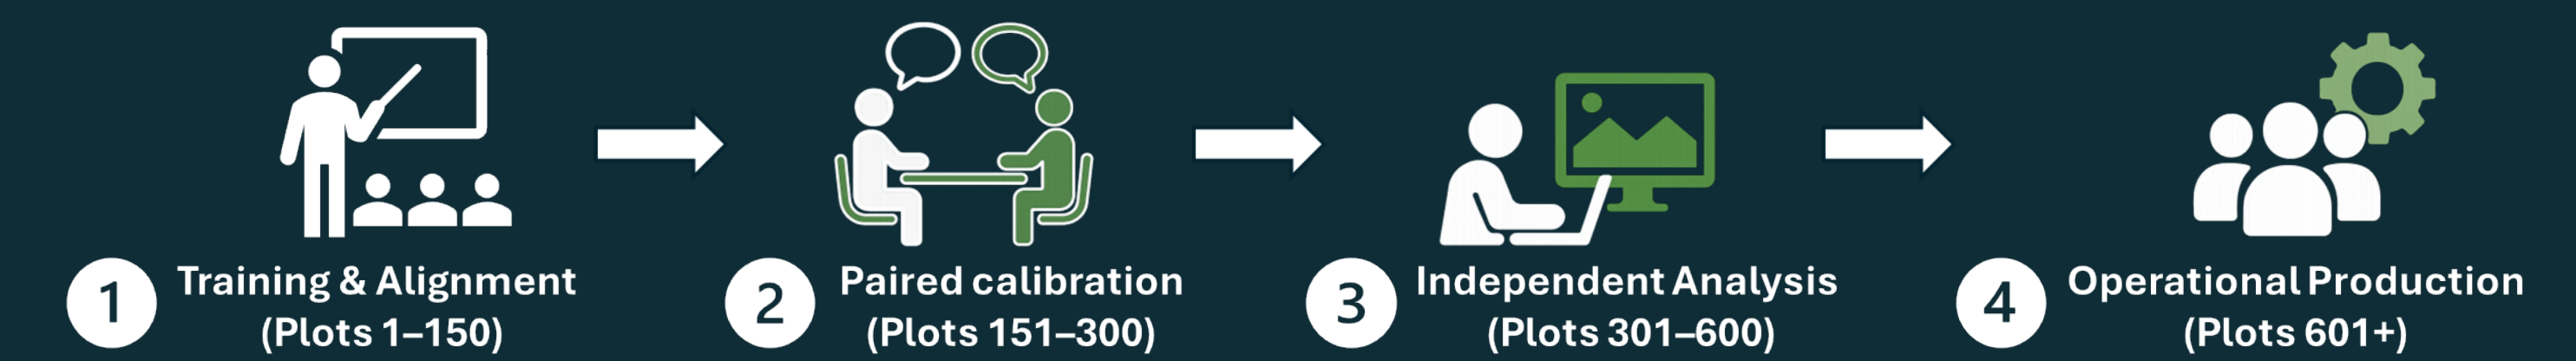 1
Training & Alignment
(Plots 1–150)
2
Paired calibration
(Plots 151–300)
3
Independent Analysis
(Plots 301–600)
4
Operational Production
(Plots 601+)